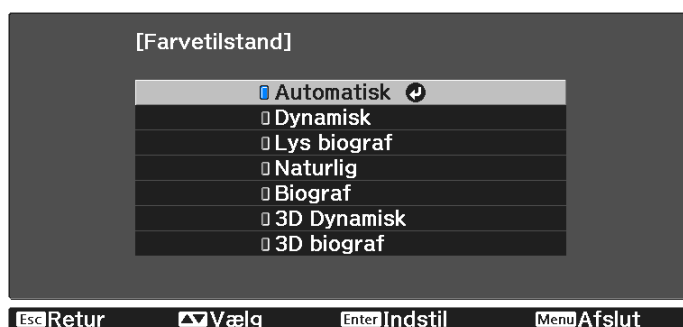 [Farvetilstand]
Automatisk
Dynamisk
Lys biograf
Naturlig
Biograf
3D Dynamisk
3D biograf
Esc Retur Vælg Enter Indstil Menu Afslut